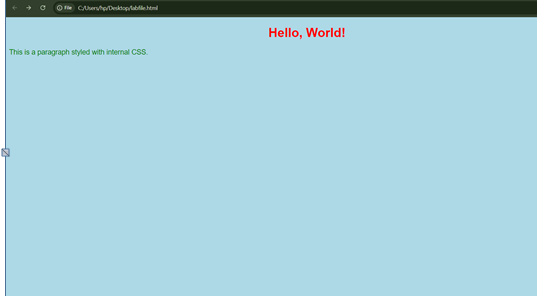 File C:/Users/hp/Desktop/labfile.html
Hello, World!
This is a paragraph styled with internal CSS.